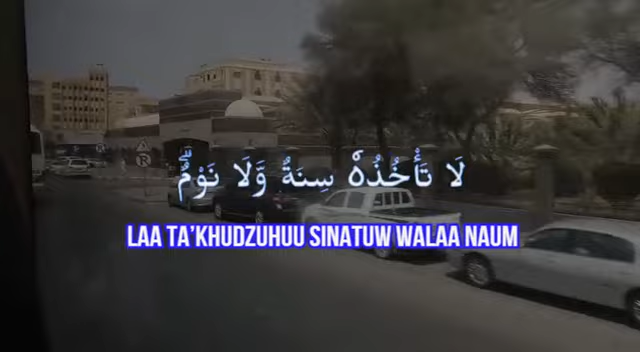 لَا تَأْخُذُهٗ سِنَةٌ وَّلَا نَوْمٌۗ
LAA TA’KHUDZUHUU SINATUW WALAA NAUM